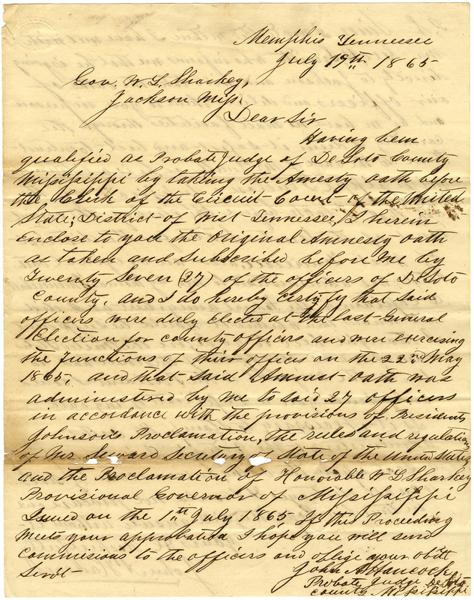 Memphis Tennessee
July 19th 1865
Gov. W. L. Sharkey,
Jackson Miss.
Dear Sir
Having been
qualified as Probate Judge of DeSoto County
Mississippi by taking the Amesty oath before
the Clerk of the Circuit Court of the United
States District of West Tennessee, I herein
enclose to you the Original Amnesty oath
as taken and Subscribed before me by
Twenty Seven (27) of the officers of DeSoto
County, and I do hereby certify that said
officers were duly elected at the last General
Election for county officers and were exercising
the functions of their offices on the 22nd May
1865, and that said Amnest oath was
administered by me to said 27 officers
in accordance with the provisions of Presidents
Johnson's Proclamation, the rules and regulations
of Mr. Seward Secretary of State of the United States
and the Proclamation of Honorable W L Sharkey
Provisional Governor of Mississippi
Issued on the 1st July 1865 If the Proceeding
meets your approbation I hope you will send
commissions to the officers and oblige your obdt
Servt
John A Hancock
Probate Judge DeSoto
County Mississippi